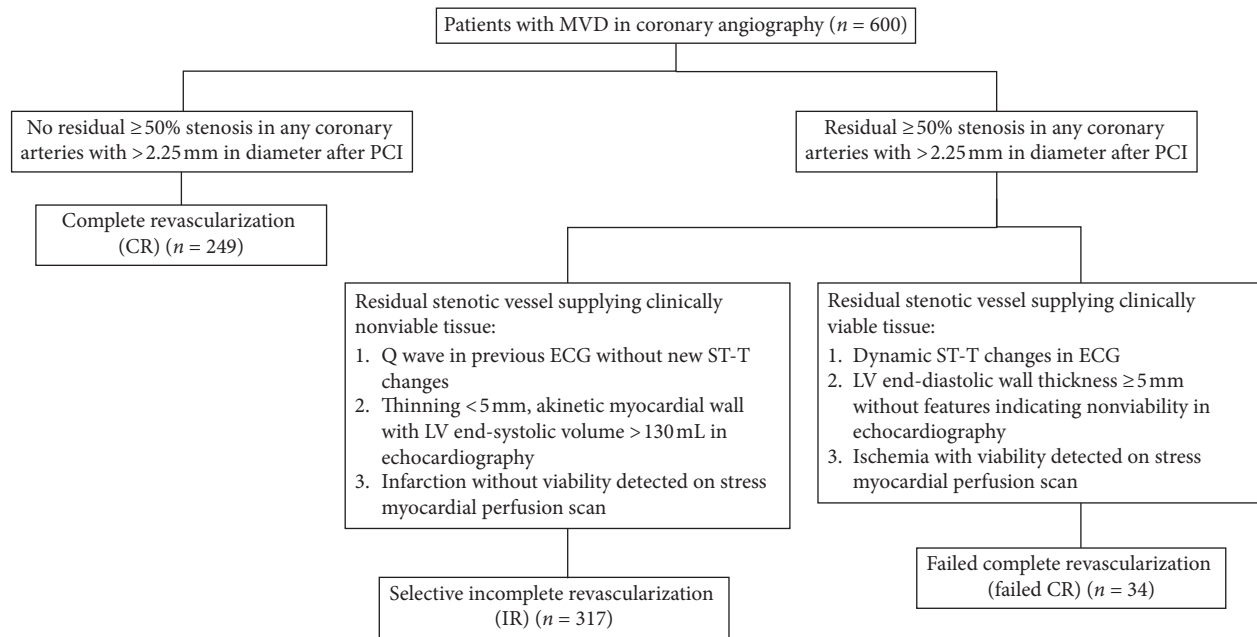 Patients with MVD in coronary angiography (n = 600)
No residual ≥50% stenosis in any coronary
arteries with >2.25 mm in diameter after PCI
Residual ≥50% stenosis in any coronary
arteries with >2.25 mm in diameter after PCI
Complete revascularization
(CR) (n = 249)
Residual stenotic vessel supplying clinically
nonviable tissue:
1. Q wave in previous ECG without new ST-T
changes
2. Thinning <5 mm, akinetic myocardial wall
with LV end-systolic volume >130 mL in
echocardiography
3. Infarction without viability detected on stress
myocardial perfusion scan
Residual stenotic vessel supplying clinically
viable tissue:
1. Dynamic ST-T changes in ECG
2. LV end-diastolic wall thickness ≥5 mm
without features indicating nonviability in
echocardiography
3. Ischemia with viability detected on stress
myocardial perfusion scan
Selective incomplete revascularization
(IR) (n = 317)
Failed complete revascularization
(failed CR) (n = 34)